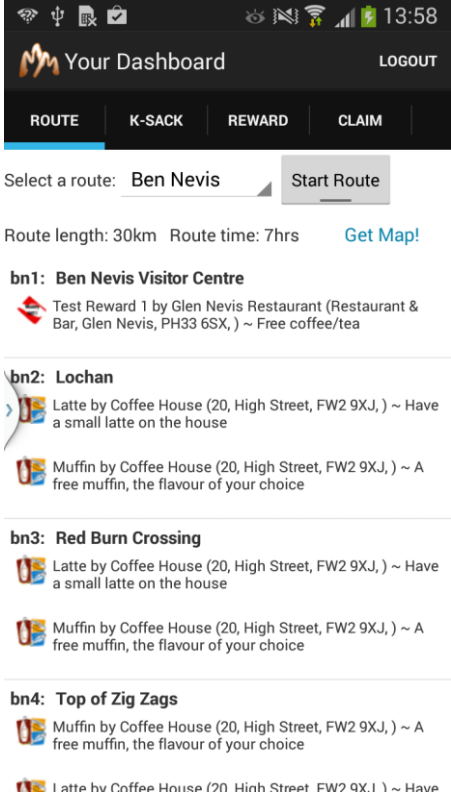 13:58
Your Dashboard LOGOUT
ROUTE K-SACK REWARD CLAIM
Select a route: Ben Nevis Start Route
Route length: 30km Route time: 7hrs Get Map!
bn1: Ben Nevis Visitor Centre
Test Reward 1 by Glen Nevis Restaurant (Restaurant &
Bar, Glen Nevis, PH33 6SX, ) ~ Free coffee/tea
bn2: Lochan
Latte by Coffee House (20, High Street, FW2 9XJ, ) ~ Have
a small latte on the house
Muffin by Coffee House (20, High Street, FW2 9XJ, ) ~ A
free muffin, the flavour of your choice
bn3: Red Burn Crossing
Latte by Coffee House (20, High Street, FW2 9XJ, ) ~ Have
a small latte on the house
Muffin by Coffee House (20, High Street, FW2 9XJ, ) ~ A
free muffin, the flavour of your choice
bn4: Top of Zig Zags
Muffin by Coffee House (20, High Street, FW2 9XJ, ) ~ A
free muffin, the flavour of your choice
Latte by Coffee House (20, High Street, FW2 9XJ, ) ~ Have